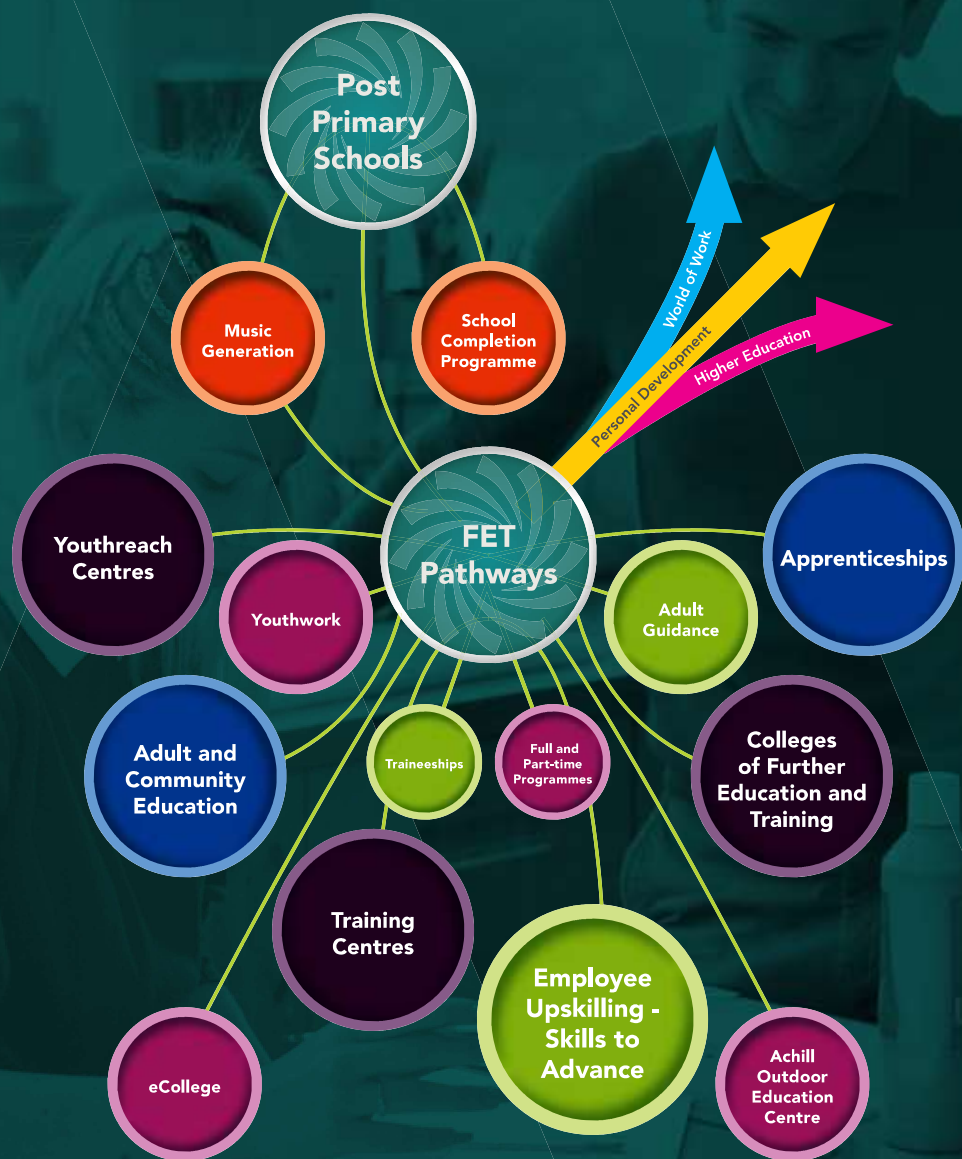 Post
Primary
Schools
World of Work
Personal Development
Higher Education
Music
Generation
School
Completion
Programme
FET
Pathways
Youthreach
Centres
Youthwork
Adult
Guidance
Apprenticeships
Adult and
Community
Education
Traineeships
Full and
Part-time
Programmes
Colleges
of Further
Education and
Training
Training
Centres
Employee
Upskilling -
Skills to
Advance
eCollege
Achill
Outdoor
Education
Centre